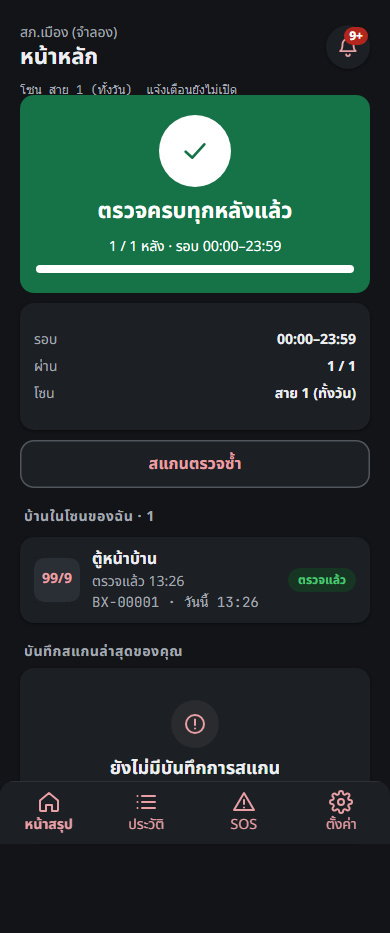 สภ.เมือง (จำลอง)
หน้าหลัก
9+
โซน สาย 1 (ทั้งวัน) แจ้งเตือนยังไม่เปิด
ตรวจครบทุกหลังแล้ว
1 / 1 หลัง · รอบ 00:00–23:59
รอบ 00:00–23:59
ผ่าน 1 / 1
โซน สาย 1 (ทั้งวัน)
สแกนตรวจซ้ำ
บ้านในโซนของฉัน · 1
99/9
ตู้หน้าบ้าน
ตรวจแล้ว 13:26
BX-00001 · วันนี้ 13:26
ตรวจแล้ว
บันทึกสแกนล่าสุดของคุณ
ยังไม่มีบันทึกการสแกน
หน้าสรุป ประวัติ SOS ตั้งค่า